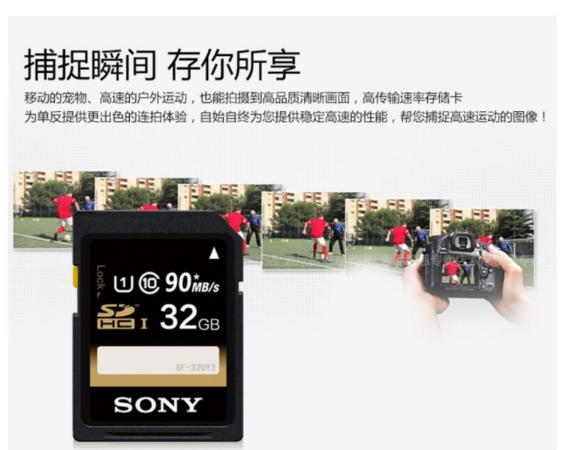 捕捉瞬间 存你所享
移动的宠物、高速的户外运动，也能拍摄到高品质清晰画面，高传输速率存储卡
为单反提供更出色的连拍体验，自始自终为您提供稳定高速的性能，帮您捕捉高速运动的图像！
Lock
U1 ⑩ 90*MB/s
SD HC I 32GB
SF-32UY3
SONY